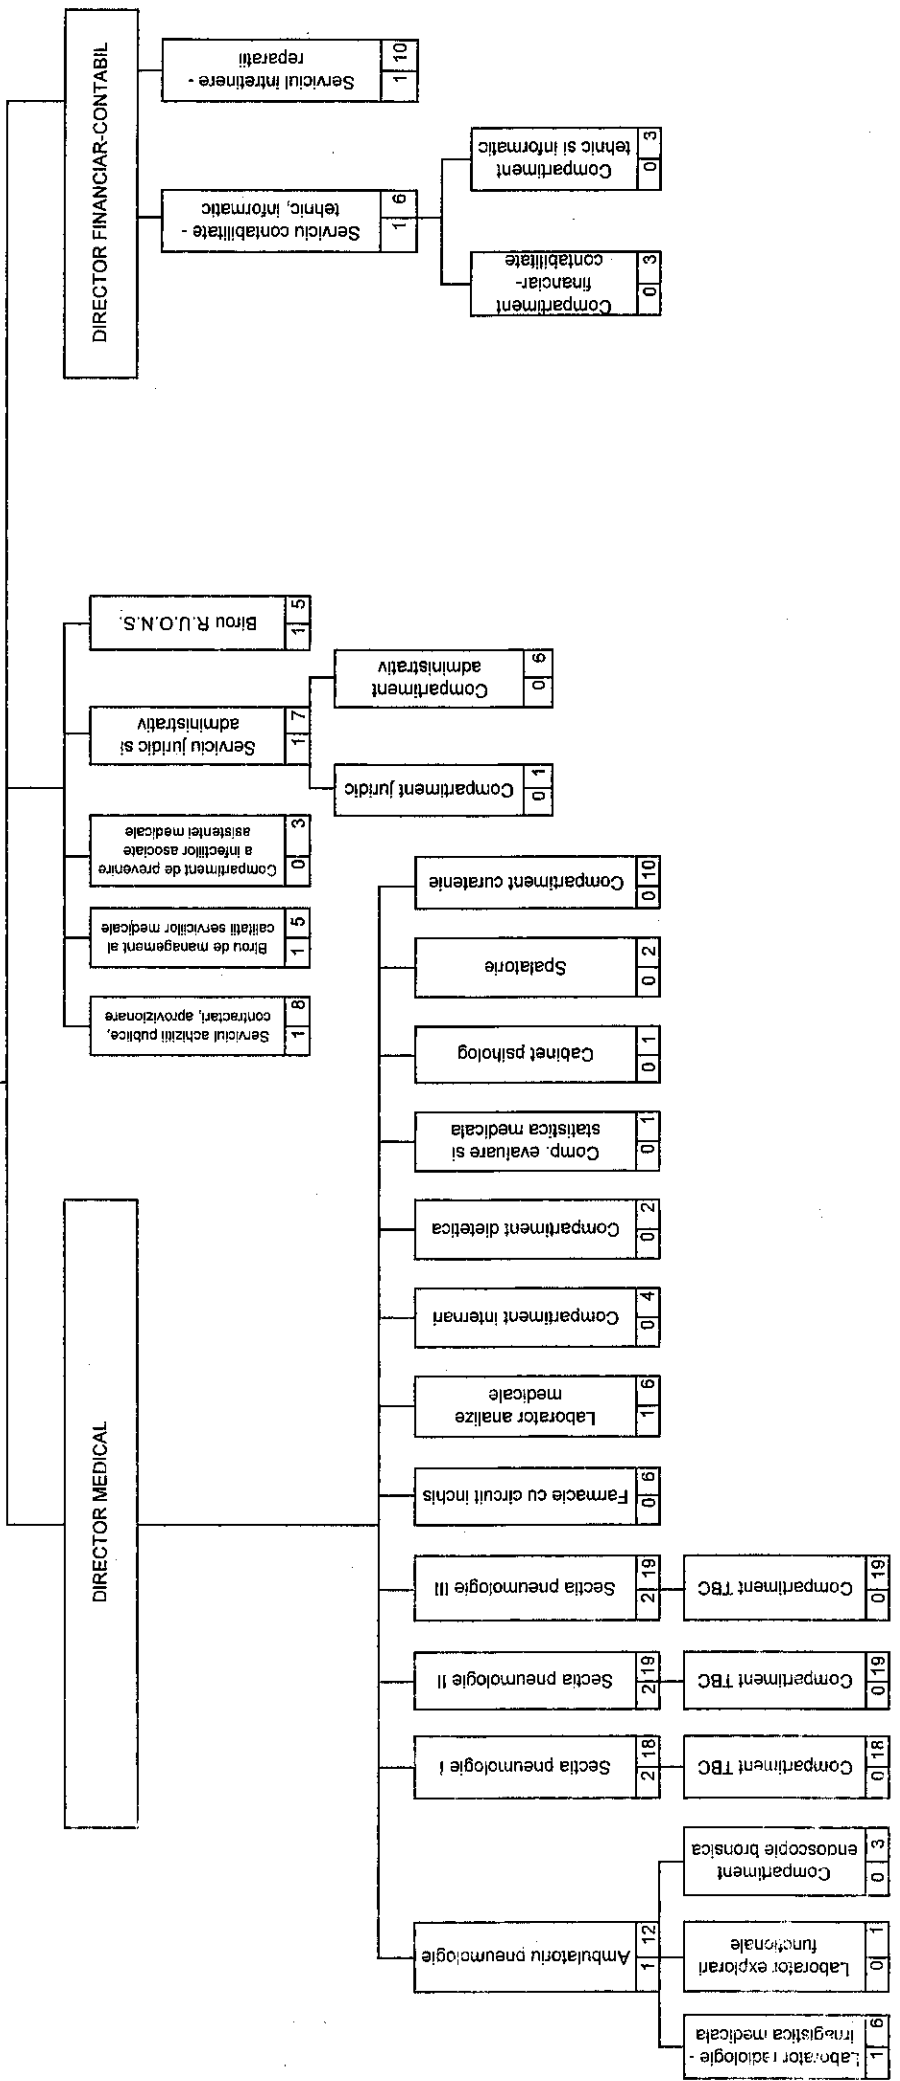 DIRECTOR MEDICAL
DIRECTOR FINANCIAR-CONTABIL
Serviciul achizitii publice,
contractari, aprovizionare
1 8
Birou de management al
calitatii serviciilor medicale
1 5
Compartiment de prevenire
a infectiilor asociate
asistentei medicale
0 3
Serviciu juridic si
administrativ
1 7
Birou R.U.O.N.S.
1 5
Compartiment juridic
0 1
Compartiment
administrativ
0 6
Serviciu contabilitate -
tehnic, informatic
1 6
Serviciul intretinere -
reparatii
1 10
Compartiment
financiar-
contabilitate
0 3
Compartiment
tehnic si informatic
0 3
Ambulatoriu pneumologie
1 12
Sectia pneumologie I
2 18
Sectia pneumologie II
2 19
Sectia pneumologie III
2 19
Farmacie cu circuit inchis
0 6
Laborator analize
medicale
1 6
Compartiment internari
0 4
Compartiment dietetica
0 2
Comp. evaluare si
statistica medicala
0 1
Cabinet psiholog
0 1
Spalatorie
0 2
Compartiment curatenie
0 10
Laborator radiologie -
imagistica medicala
1 6
Laborator explorari
functionale
0 1
Compartiment
endoscopie bronsica
0 3
Compartiment TBC
0 18
Compartiment TBC
0 19
Compartiment TBC
0 19